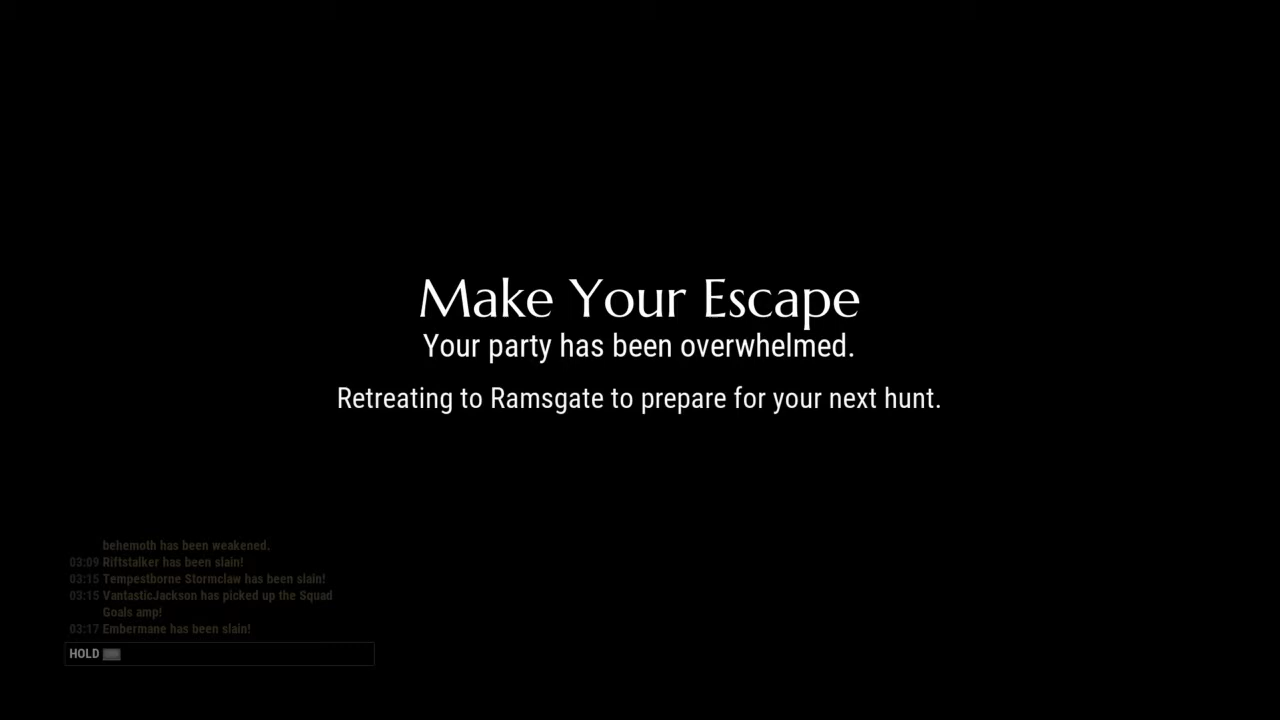 Make Your Escape
Your party has been overwhelmed.
Retreating to Ramsgate to prepare for your next hunt.
behemoth has been weakened.
03:09 Riftstalker has been slain!
03:15 Tempestborne Stormclaw has been slain!
03:15 VantasticJackson has picked up the Squad
Goals amp!
03:17 Embermane has been slain!
HOLD